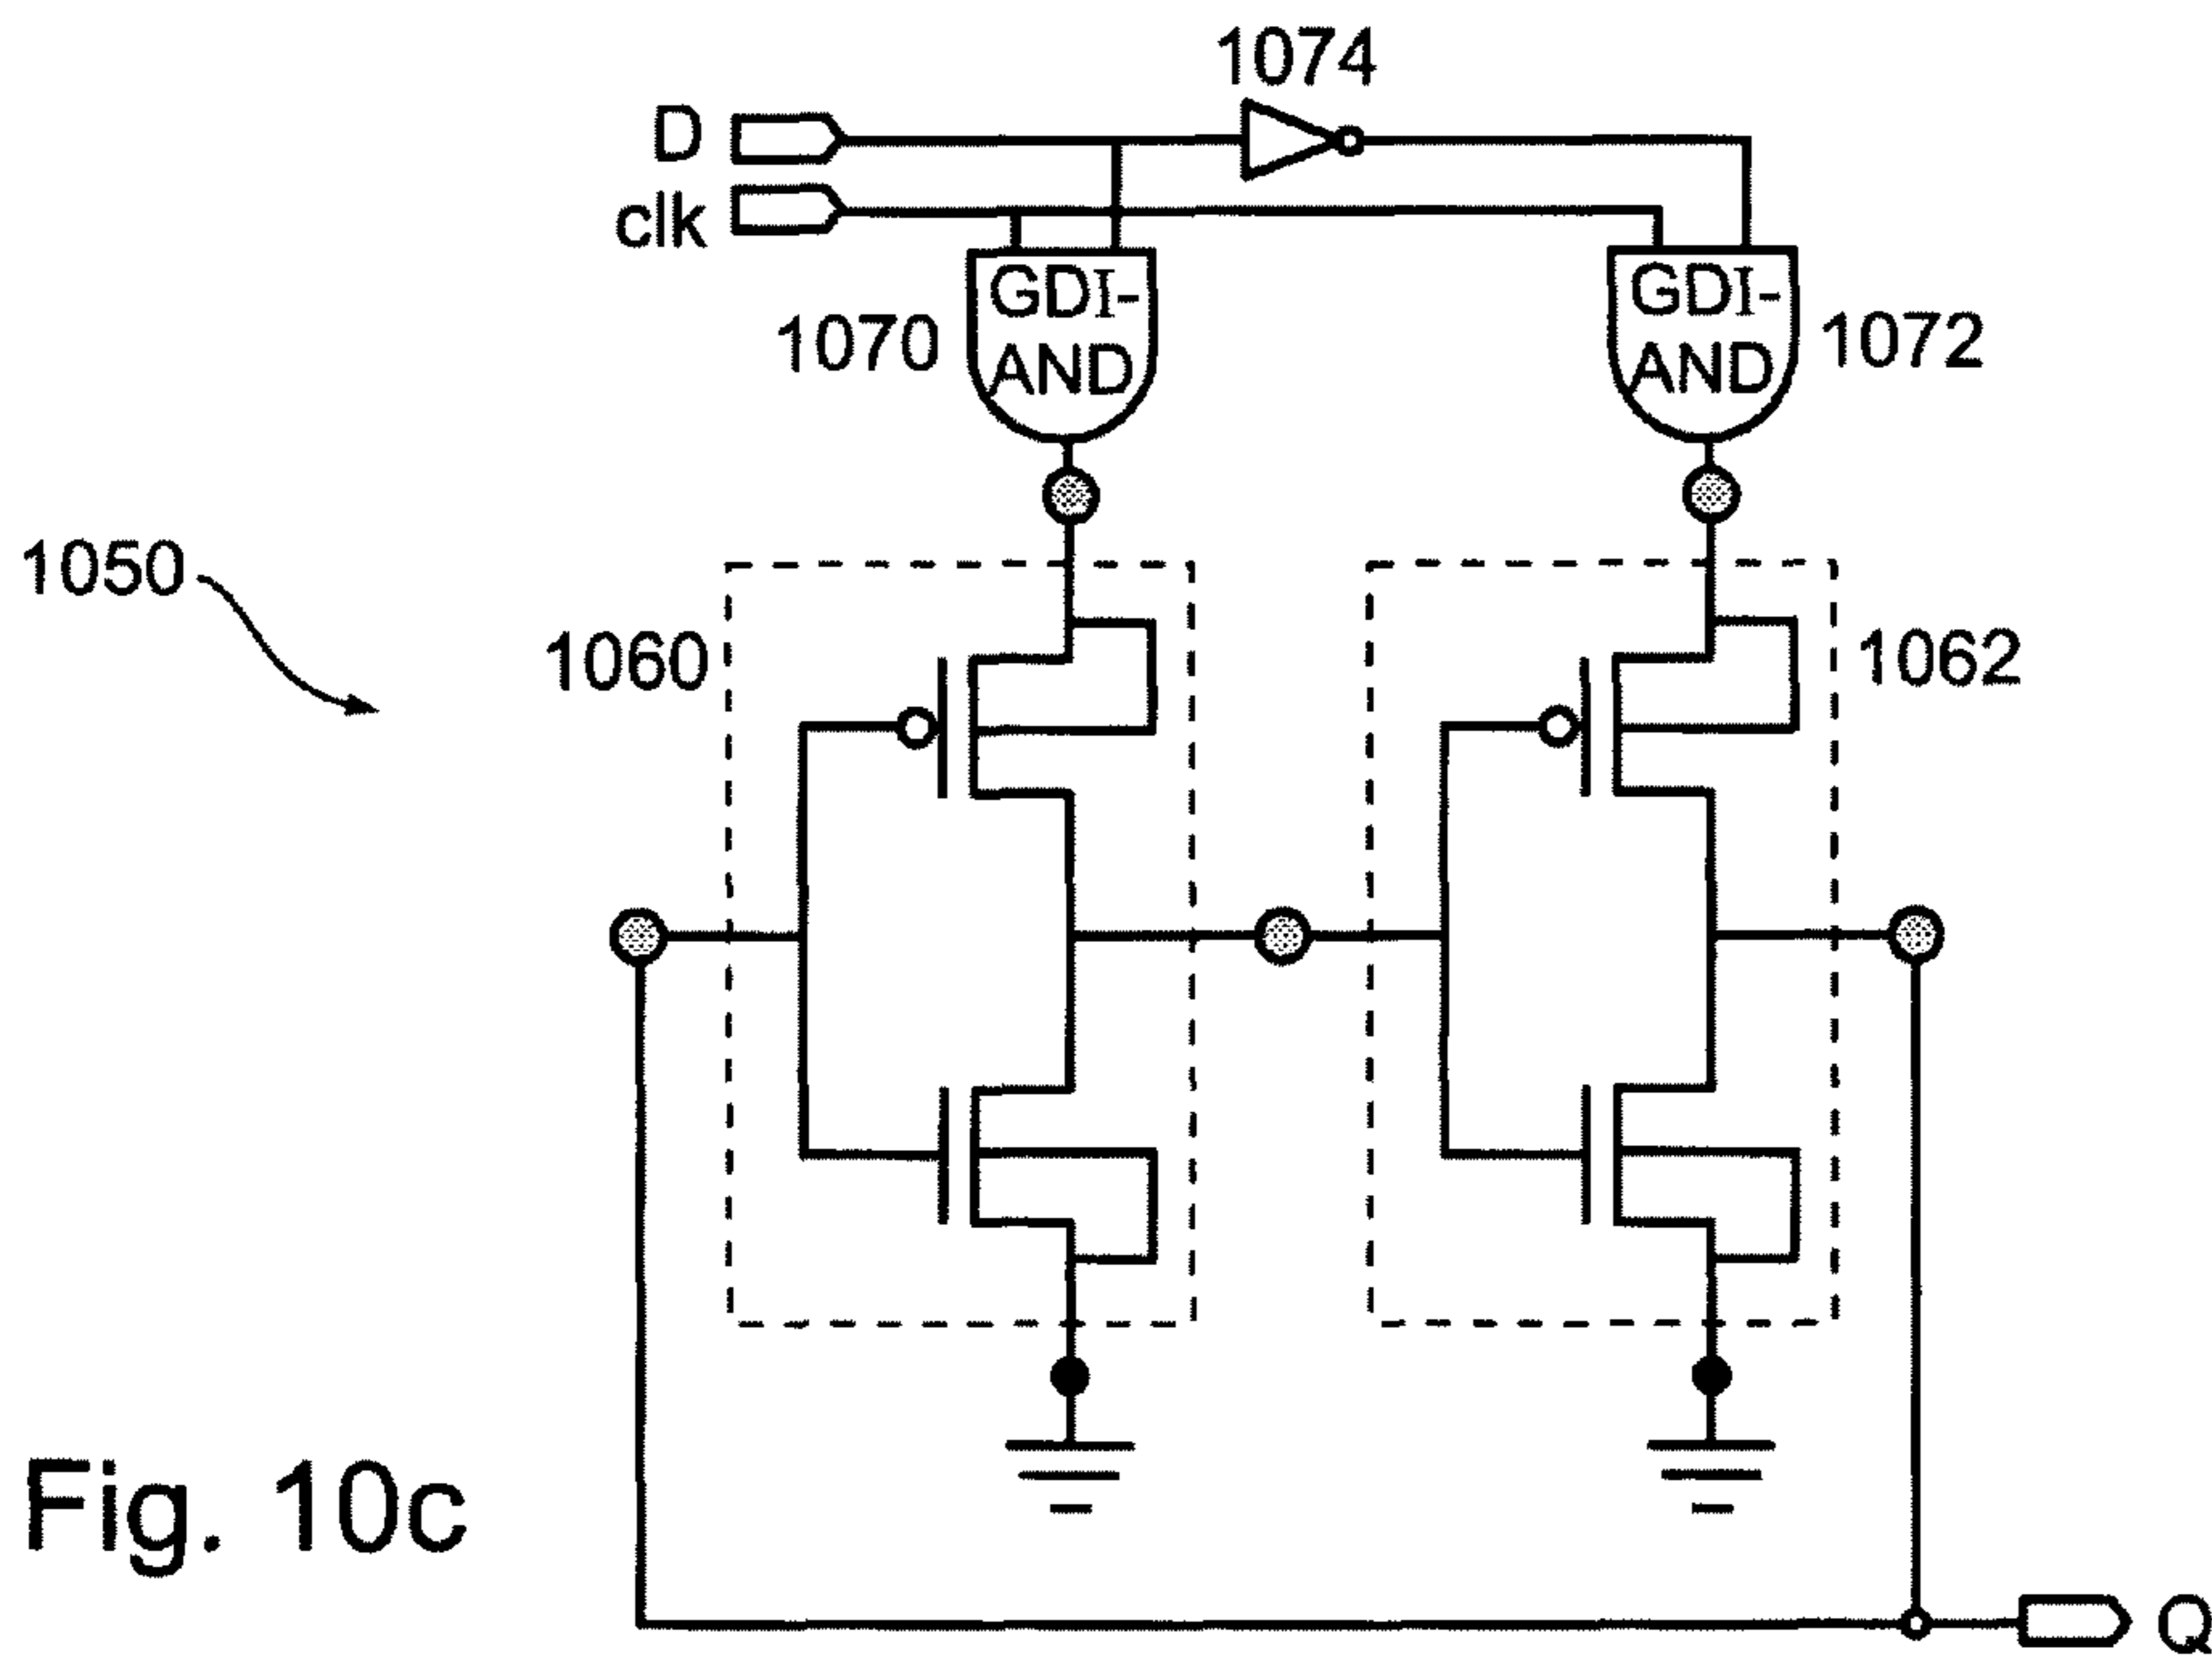 1074
D
clk
GDI-
AND
1070
GDI-
AND
1072
1050
1060
1062
Fig. 10c
Q